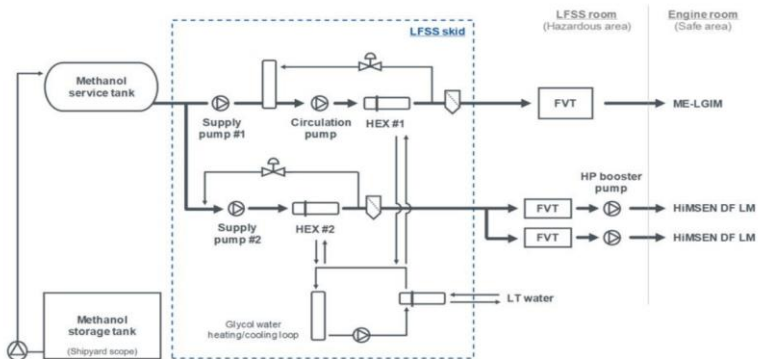 LFSS skid
LFSS room
(Hazardous area)
Engine room
(Safe area)
Methanol
service tank
Supply
pump #1
Circulation
pump
HEX #1
FVT
ME-LGIM
HP booster
pump
Supply
pump #2
HEX #2
FVT
HiMSEN DF LM
FVT
HiMSEN DF LM
LT water
Glycol water
heating/cooling loop
Methanol
storage tank
(Shipyard scope)